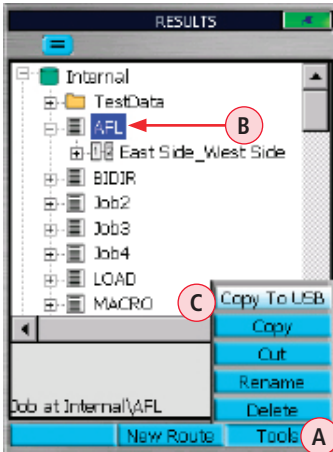 RESULTS
Internal
TestData
AFL
B
East Side_West Side
BIDIR
Job2
Job3
Job4
LOAD
MACRO
C
Copy To USB
Copy
Cut
Rename
Job at Internal\AFL
Delete
New Route
Tools
A